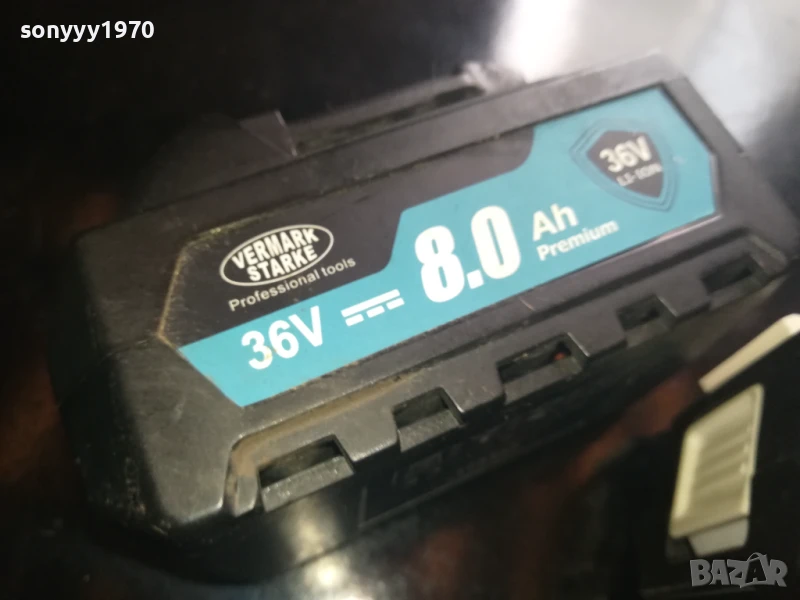 sonyyy1970
VERMARK
STARKE
Professional tools
36V
8.0 Ah
Premium
36V
BAZAR